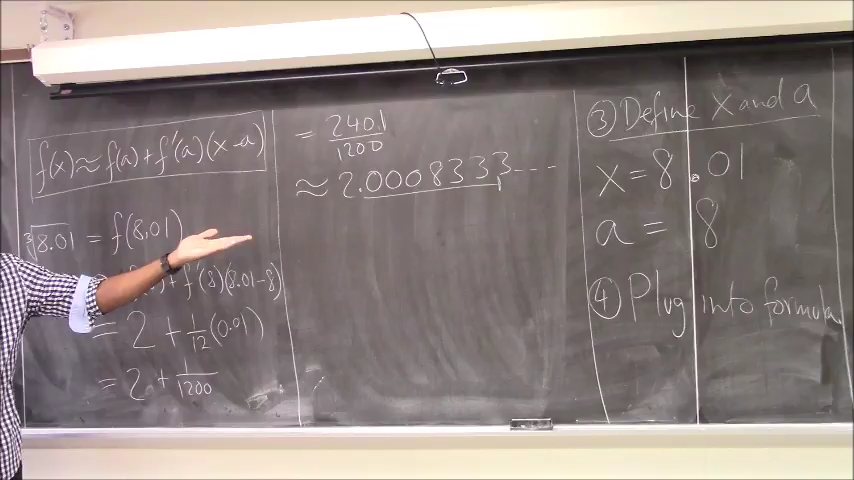 f(x) ≈ f(a) + f'(a)(x-a)
∛8.01 = f(8.01)
+ f'(8)(8.01-8)
= 2 + 1/12 (0.01)
= 2 + 1/1200
= 2401/1200
≈ 2.0008333---
③ Define x and a
x = 8.01
a = 8
④ Plug into formula.